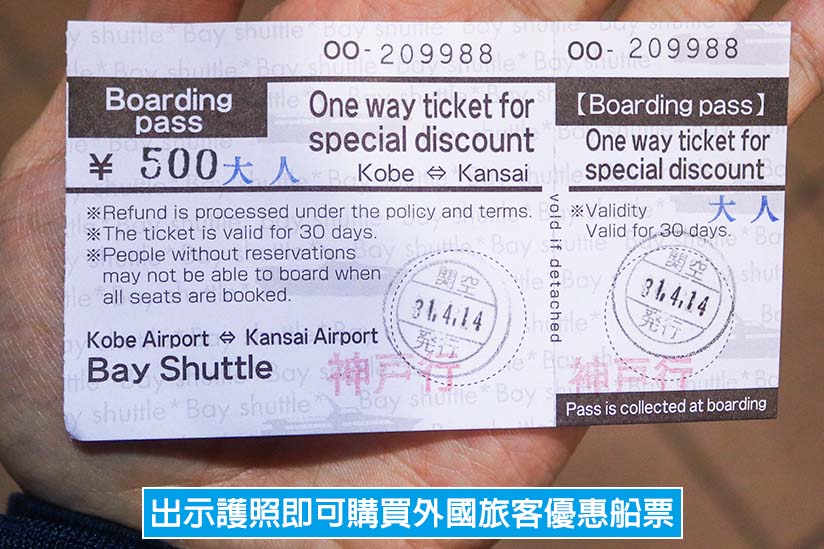 OO-209988
Boarding
pass
One way ticket for
special discount
¥ 500 大人
Kobe ⇔ Kansai
※Refund is processed under the policy and terms.
※The ticket is valid for 30 days.
※People without reservations
may not be able to board when
all seats are booked.
Kobe Airport ⇔ Kansai Airport
Bay Shuttle
神戸行
関空
31.4.14
発行
void if detached
OO-209988
【Boarding pass】
One way ticket for
special discount
※Validity
Valid for 30 days.
大人
関空
31.4.14
発行
神戸行
Pass is collected at boarding
出示護照即可購買外國旅客優惠船票